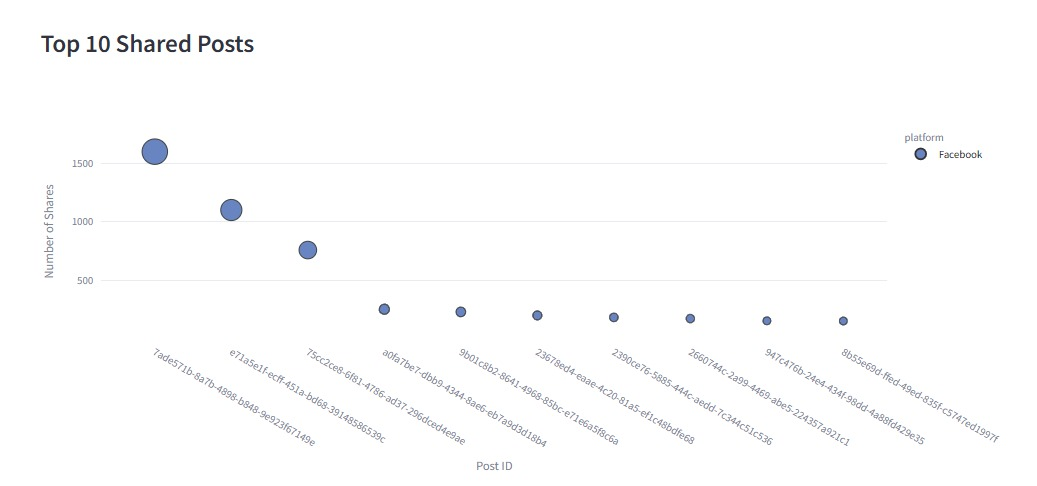 Top 10 Shared Posts
platform
Facebook
Number of Shares
1500
1000
500
7ade571b-8a7b-4898-b848-9e923f67149e
e71a5e1f-ecff-451a-bd68-39148586539c
75cc2ce8-6f81-4786-ad37-296dced4e9ae
a0fa7be7-dbb9-4344-8ae6-eb7a9d3d18b4
9b01c8b2-8641-4968-85bc-e71e6a5f8c6a
23678ed4-eaae-4c20-81a5-ef1c48bdfe68
2390ce76-5885-444c-aedd-7c344c51c536
2660744c-2a99-4469-abe5-224357a921c1
947c476b-24e4-434f-98dd-4a88fd429e35
8b55e69d-ffed-49ed-835f-c5747ed1997f
Post ID